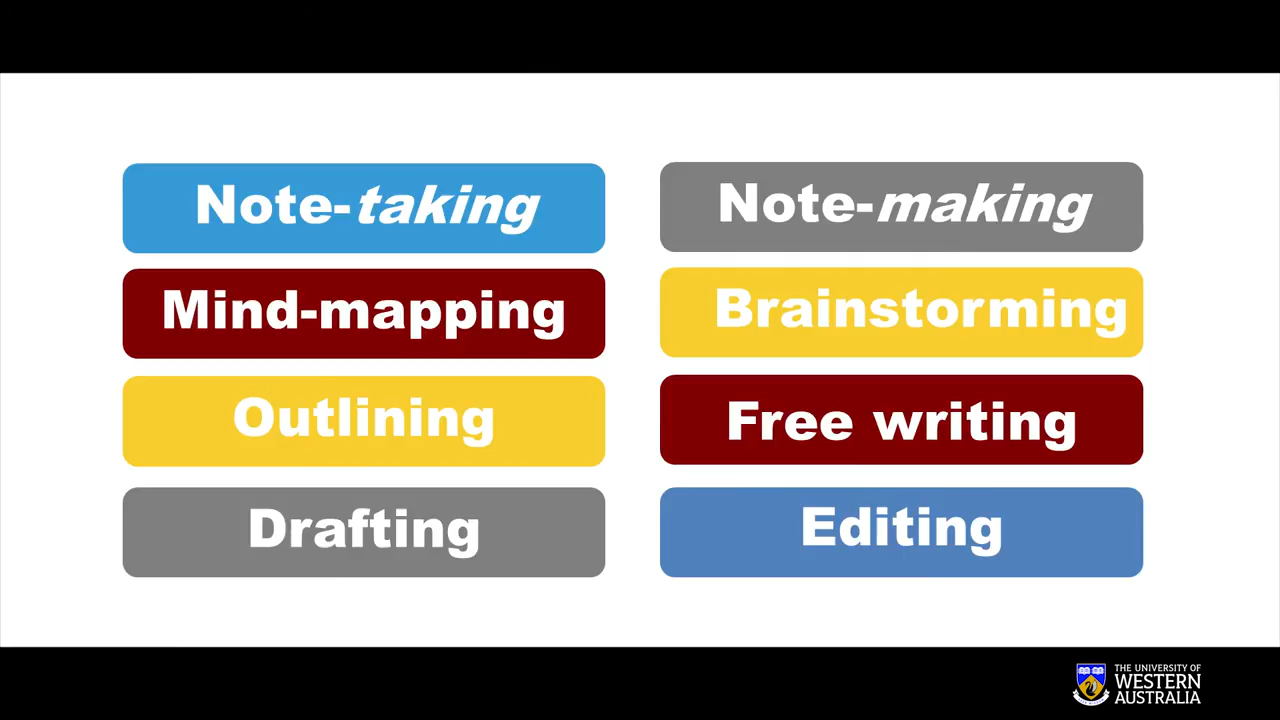 Note-taking
Note-making
Mind-mapping
Brainstorming
Outlining
Free writing
Drafting
Editing
THE UNIVERSITY OF
WESTERN
AUSTRALIA